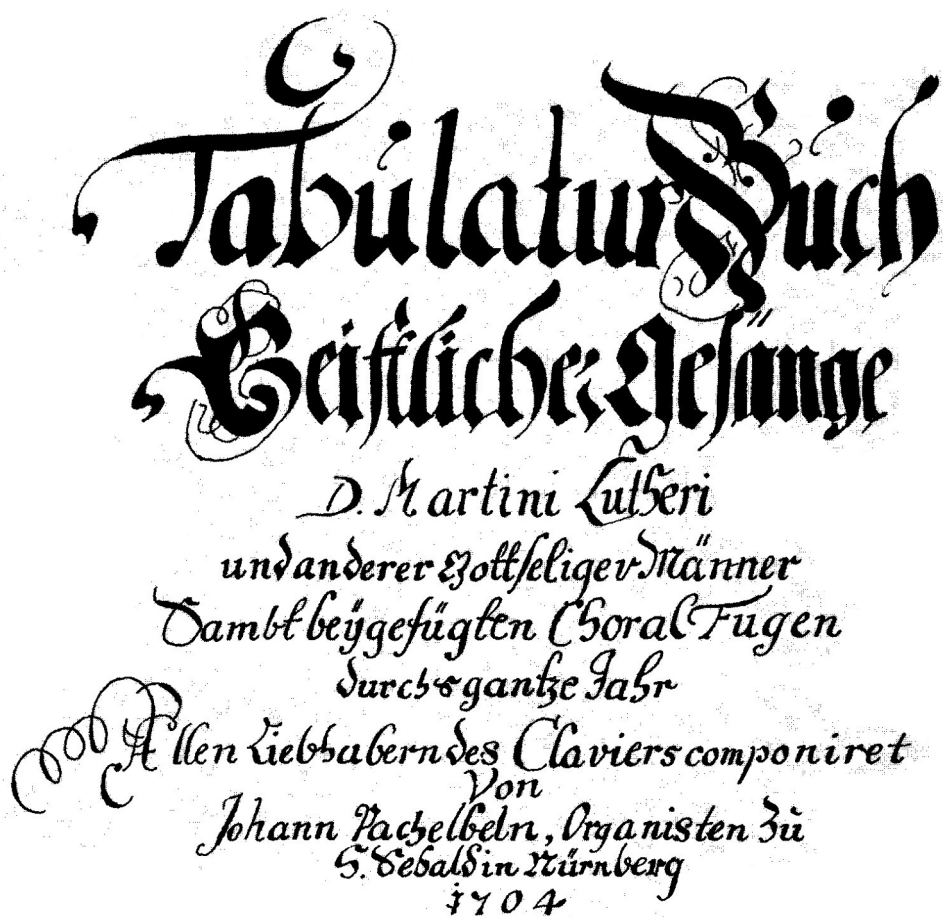 Tabulatur Buch
Geistlicher Gesänge
D. Martini Lutheri
und anderer Gottseliger Männer
Sambt beÿgefügten Choral Fugen
durchs gantze Jahr
Allen Liebhabern des Claviers componiret
Von
Johann Pachelbeln, Organisten zu
S. Sebald in Nürnberg
1704